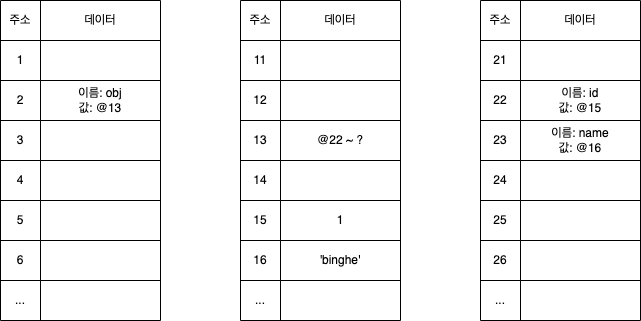 주소 데이터
1
2 이름: obj
값: @13
3
4
5
6
...
주소 데이터
11
12
13 @22 ~ ?
14
15 1
16 'binghe'
...
주소 데이터
21
22 이름: id
값: @15
23 이름: name
값: @16
24
25
26
...